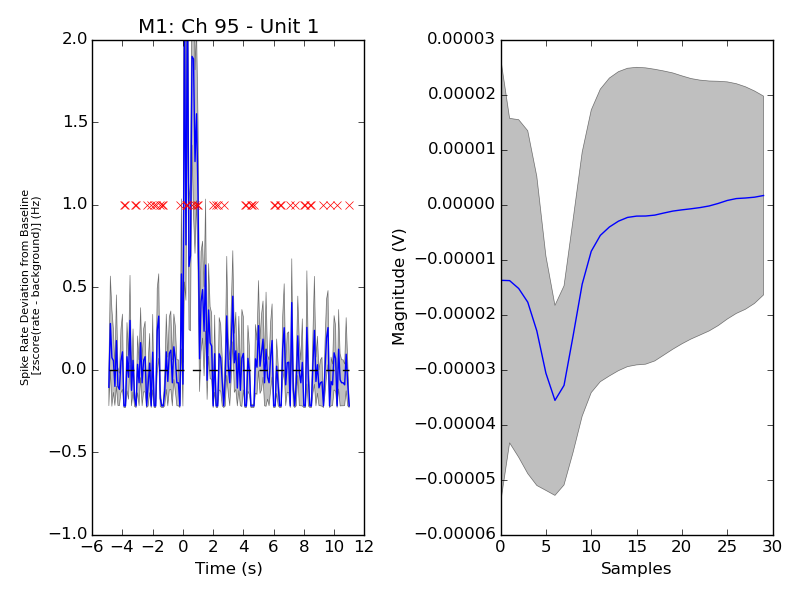 M1: Ch 95 - Unit 1
2.0
1.5
1.0
0.5
0.0
−0.5
−1.0
−6 −4 −2 0 2 4 6 8 10 12
Time (s)
Spike Rate Deviation from Baseline
[zscore(rate - background)] (Hz)
0.00003
0.00002
0.00001
0.00000
−0.00001
−0.00002
−0.00003
−0.00004
−0.00005
−0.00006
0 5 10 15 20 25 30
Samples
Magnitude (V)